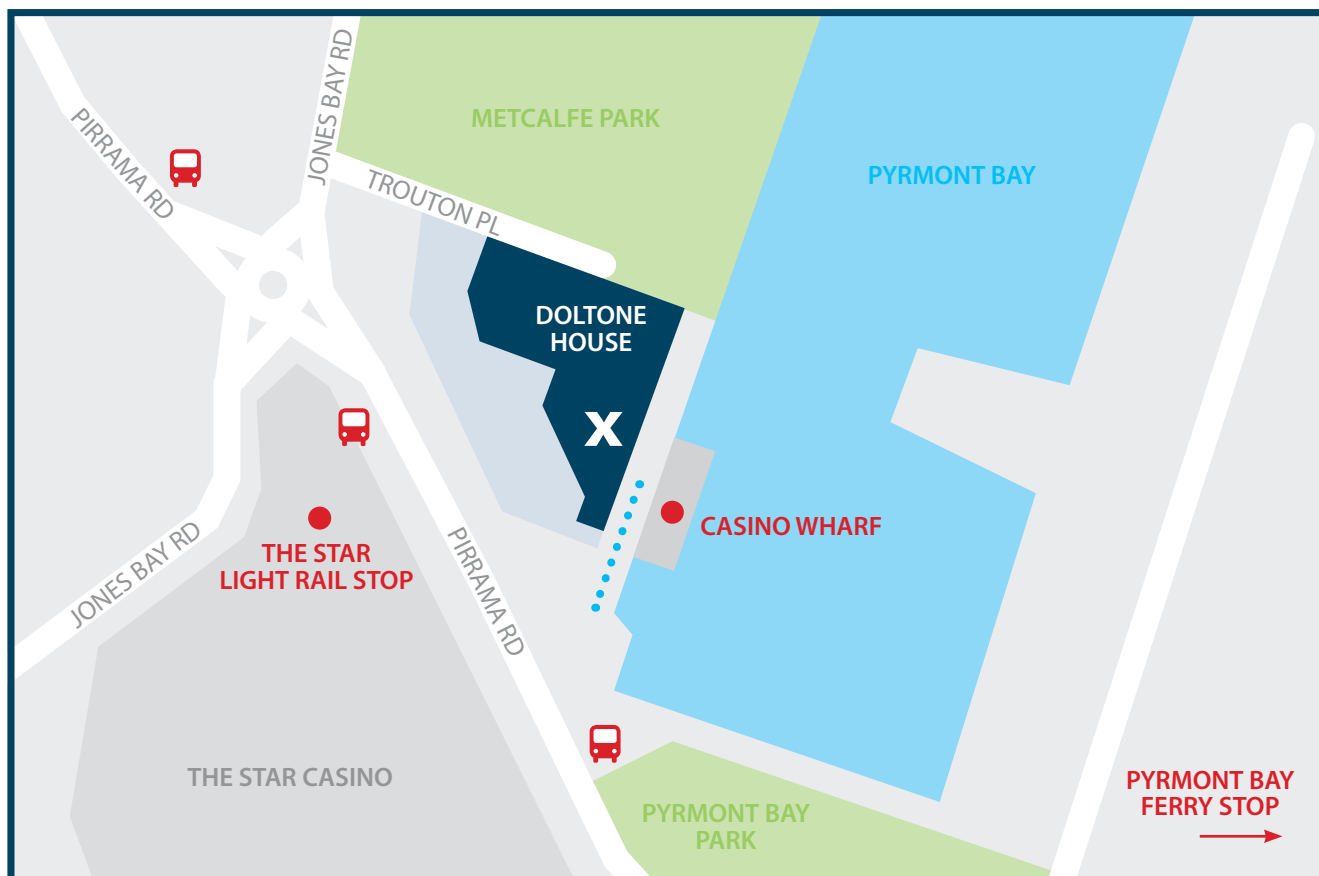 JONES BAY RD
PIRRAMA RD
METCALFE PARK
TROUTON PL
PYRMONT BAY
DOLTONE
HOUSE
X
CASINO WHARF
THE STAR
LIGHT RAIL STOP
JONES BAY RD
PIRRAMA RD
THE STAR CASINO
PYRMONT BAY
PARK
PYRMONT BAY
FERRY STOP